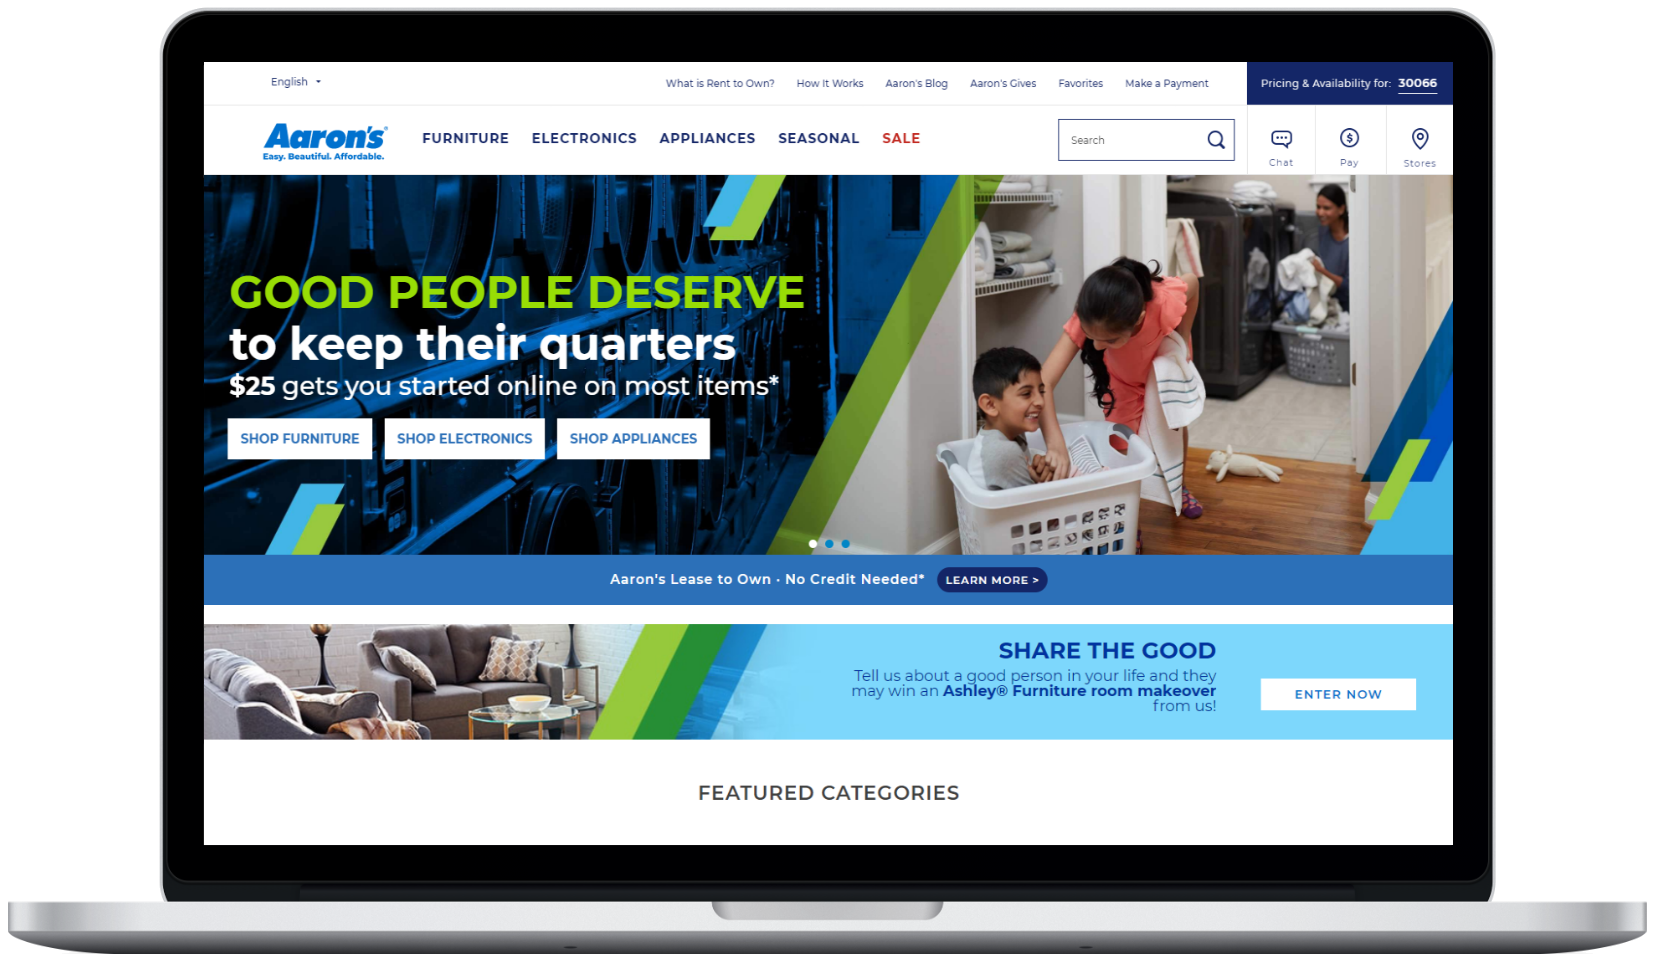 English
What is Rent to Own?
How It Works
Aaron's Blog
Aaron's Gives
Favorites
Make a Payment
Pricing & Availability for: 30066
Aaron's®
Easy. Beautiful. Affordable.
FURNITURE
ELECTRONICS
APPLIANCES
SEASONAL
SALE
Search
Chat
Pay
Stores
GOOD PEOPLE DESERVE
to keep their quarters
$25 gets you started online on most items*
SHOP FURNITURE
SHOP ELECTRONICS
SHOP APPLIANCES
Aaron's Lease to Own · No Credit Needed*
LEARN MORE >
SHARE THE GOOD
Tell us about a good person in your life and they
may win an Ashley® Furniture room makeover
from us!
ENTER NOW
FEATURED CATEGORIES